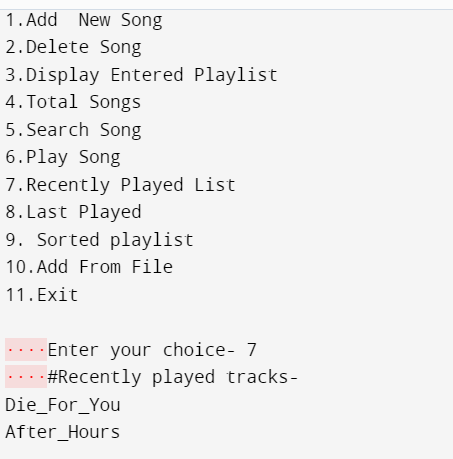 1.Add  New Song
2.Delete Song
3.Display Entered Playlist
4.Total Songs
5.Search Song
6.Play Song
7.Recently Played List
8.Last Played
9. Sorted playlist
10.Add From File
11.Exit
····Enter your choice- 7
····#Recently played tracks-
Die_For_You
After_Hours